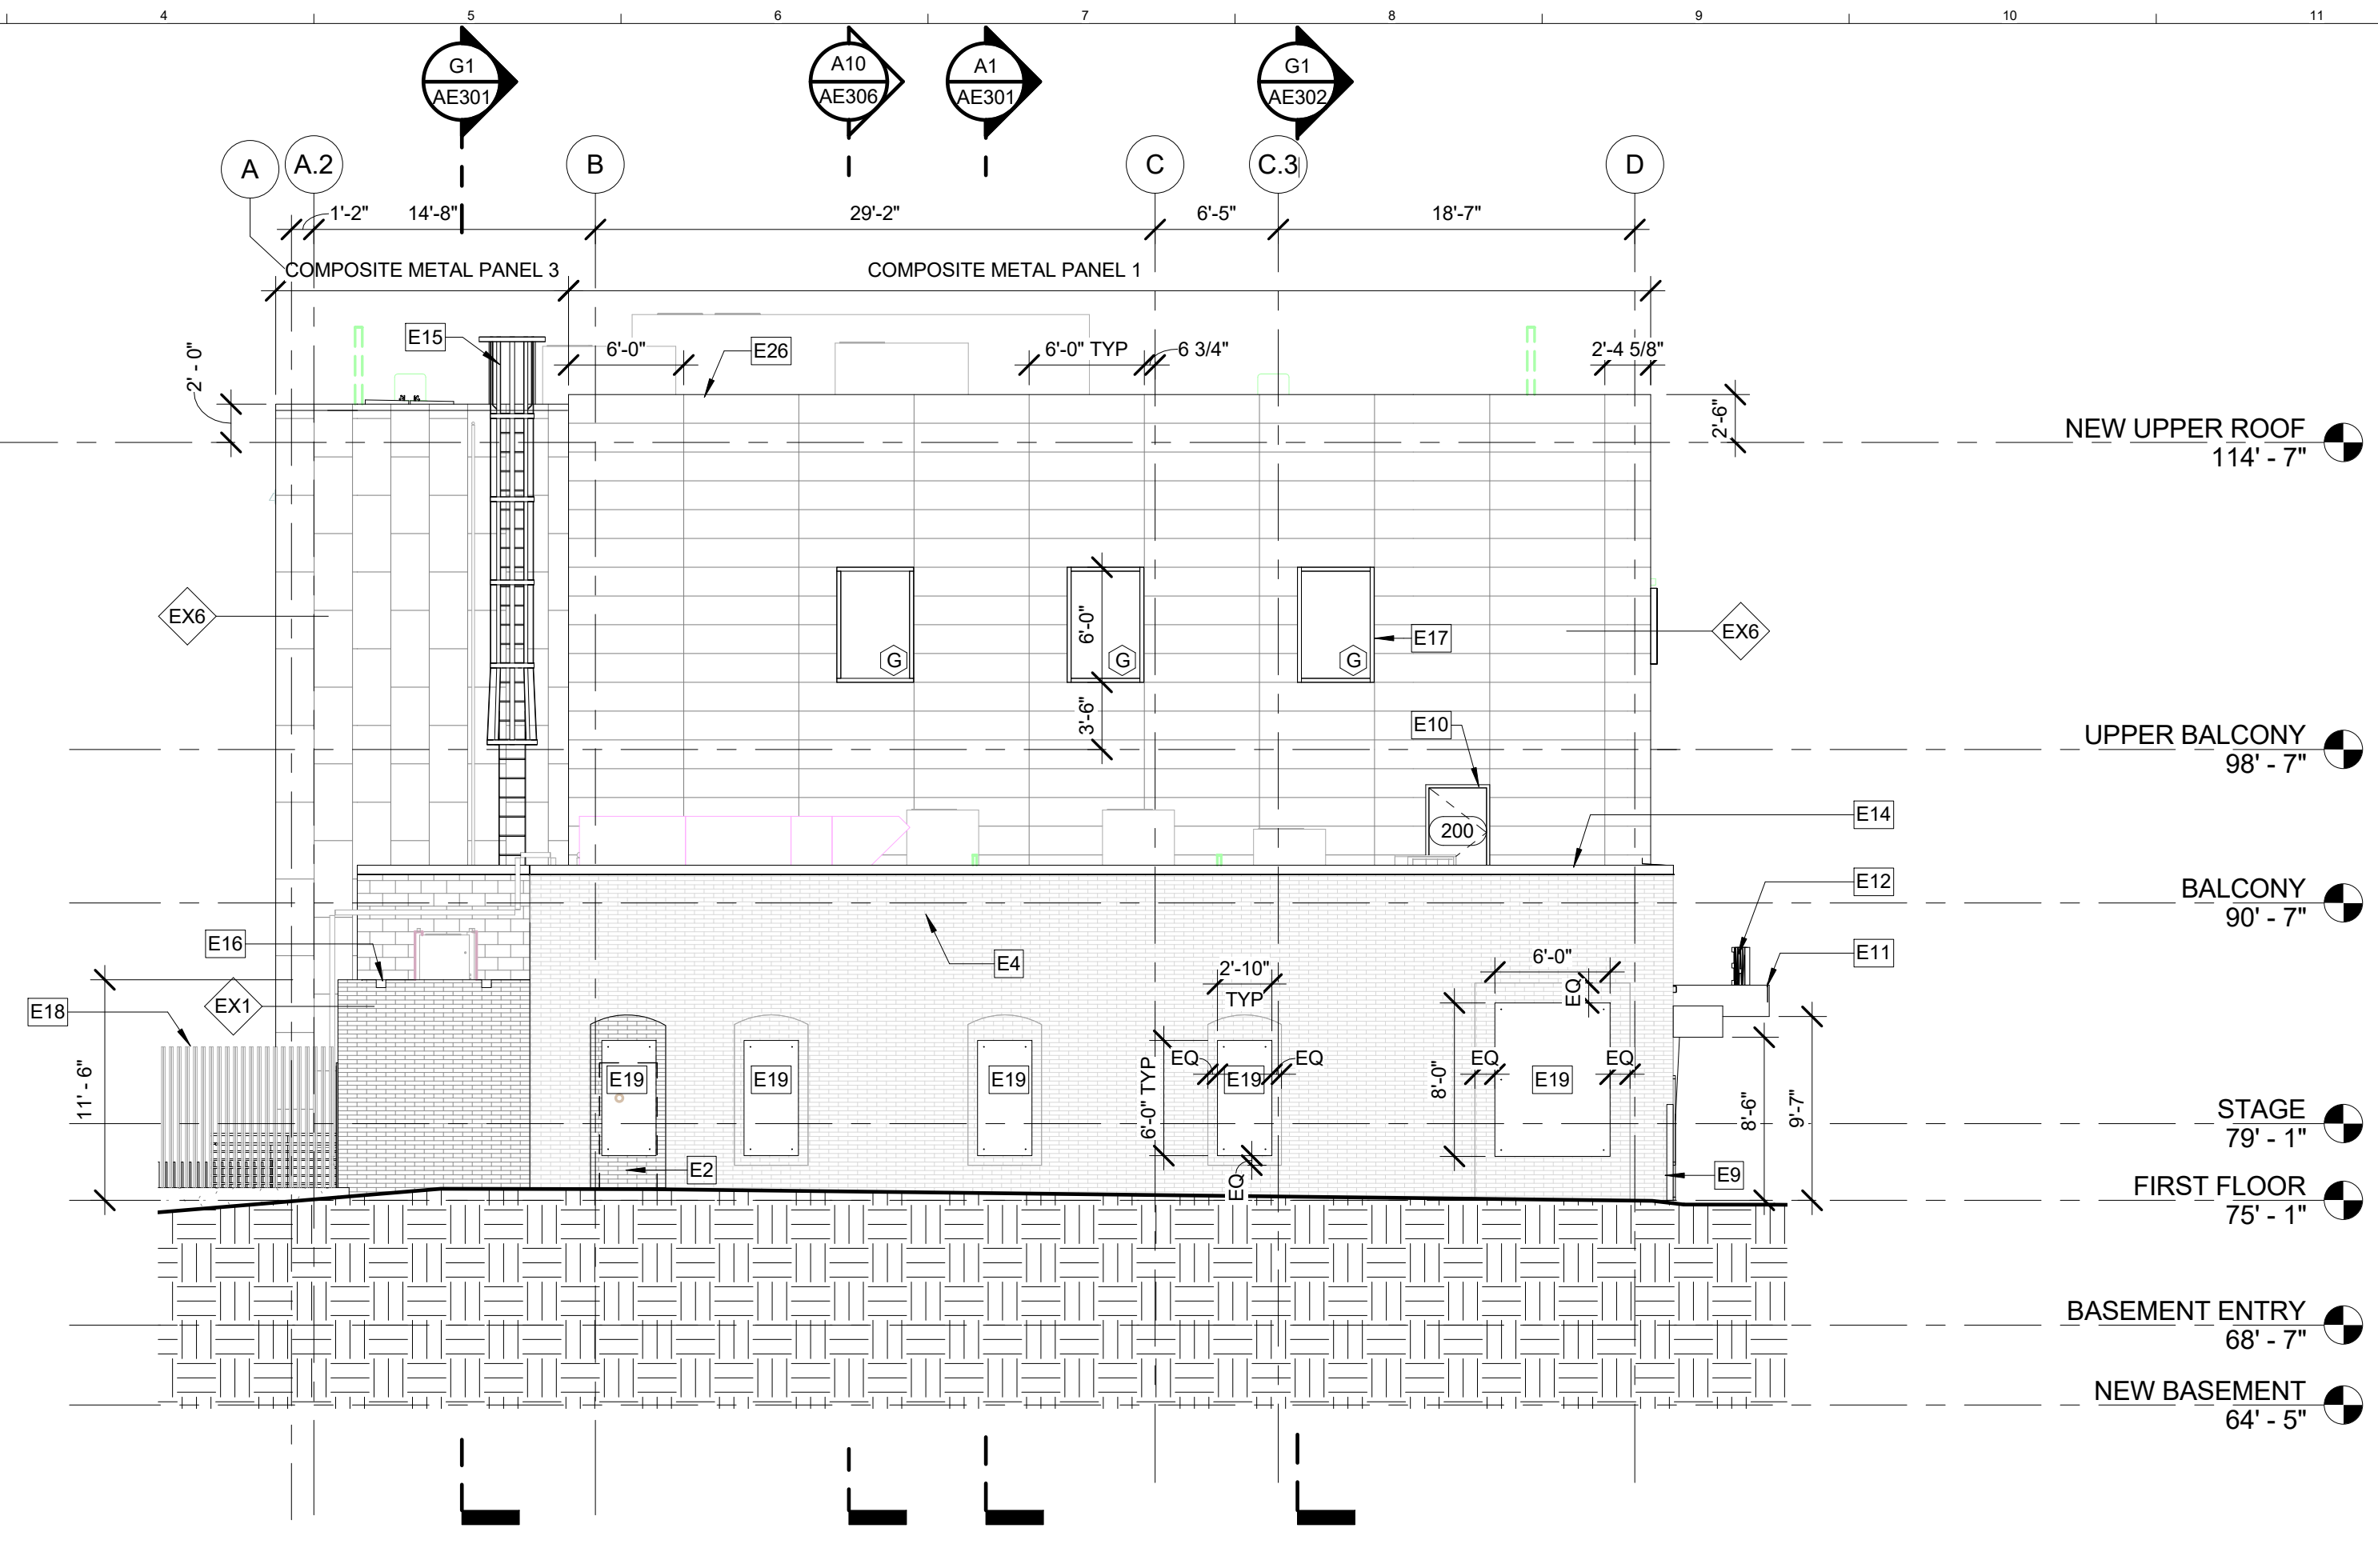 4 5 6 7 8 9 10 11
G1 A10 A1 G1
AE301 AE306 AE301 AE302
A A.2 B C C.3 D
1'-2" 14'-8" 29'-2" 6'-5" 18'-7"
COMPOSITE METAL PANEL 3 COMPOSITE METAL PANEL 1
E15 6'-0" E26 6'-0" TYP 6 3/4" 2'-4 5/8"
2' - 0" 2'-6"
NEW UPPER ROOF
114' - 7"
EX6 6'-0" E17 EX6
G G G
3'-6" E10
UPPER BALCONY
98' - 7"
200 E14
E12
BALCONY
90' - 7"
E16 E4 6'-0" E11
2'-10"
TYP EQ
EX1
E18
11' - 6" 6'-0" TYP EQ EQ 8'-0" EQ EQ
E19 E19 E19 E19 E19
8'-6" 9'-7"
STAGE
79' - 1"
E2 EQ E9
FIRST FLOOR
75' - 1"
BASEMENT ENTRY
68' - 7"
NEW BASEMENT
64' - 5"